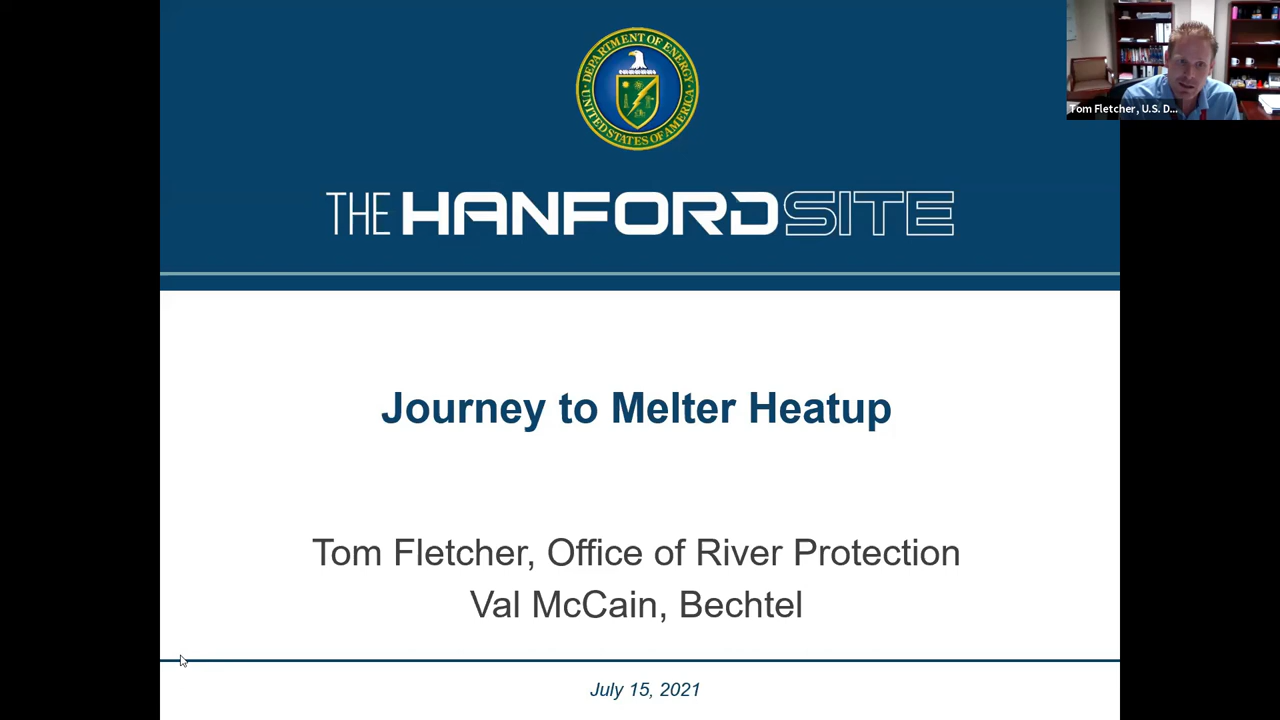 DEPARTMENT OF ENERGY
UNITED STATES OF AMERICA
Tom Fletcher, U.S. D...
THE HANFORD SITE
Journey to Melter Heatup
Tom Fletcher, Office of River Protection
Val McCain, Bechtel
July 15, 2021